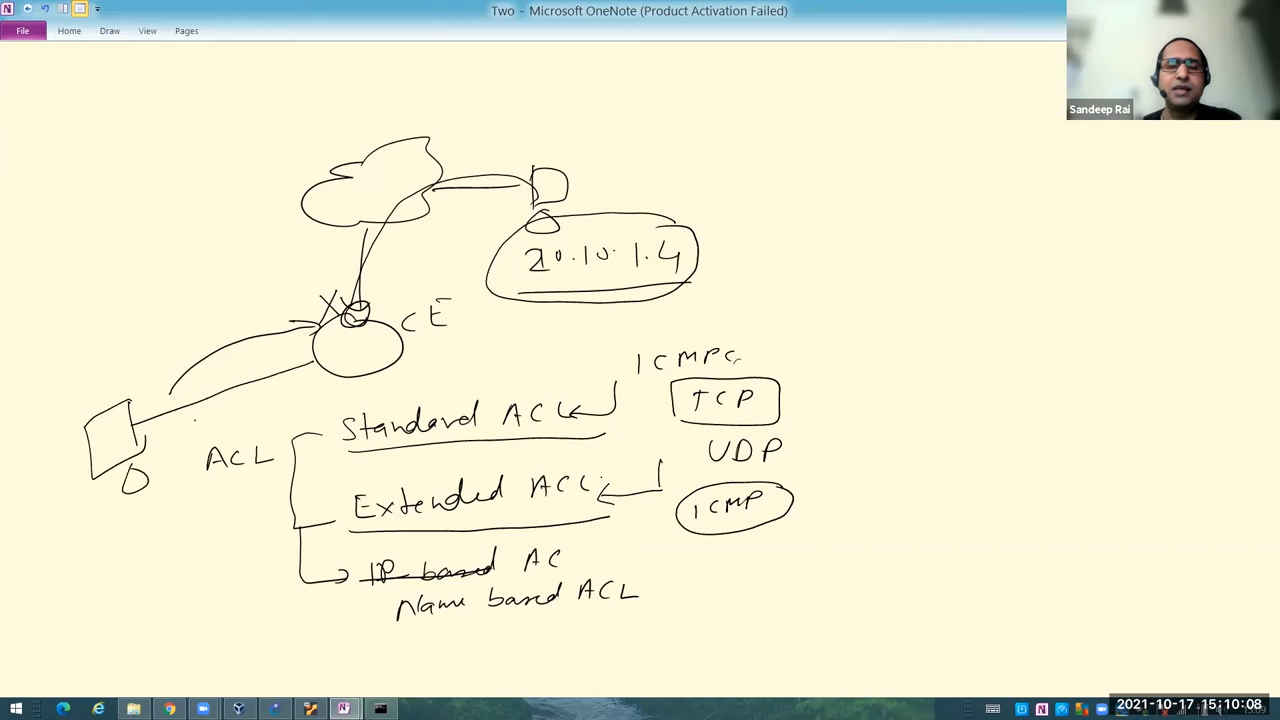 Two - Microsoft OneNote (Product Activation Failed)
File Home Draw View Pages
Sandeep Rai
20.10.1.4
CE
ICMPC
TCP
Standard ACL
UDP
ACL
Extended ACL
ICMP
IP based AC
Name based ACL
2021-10-17 15:10:08